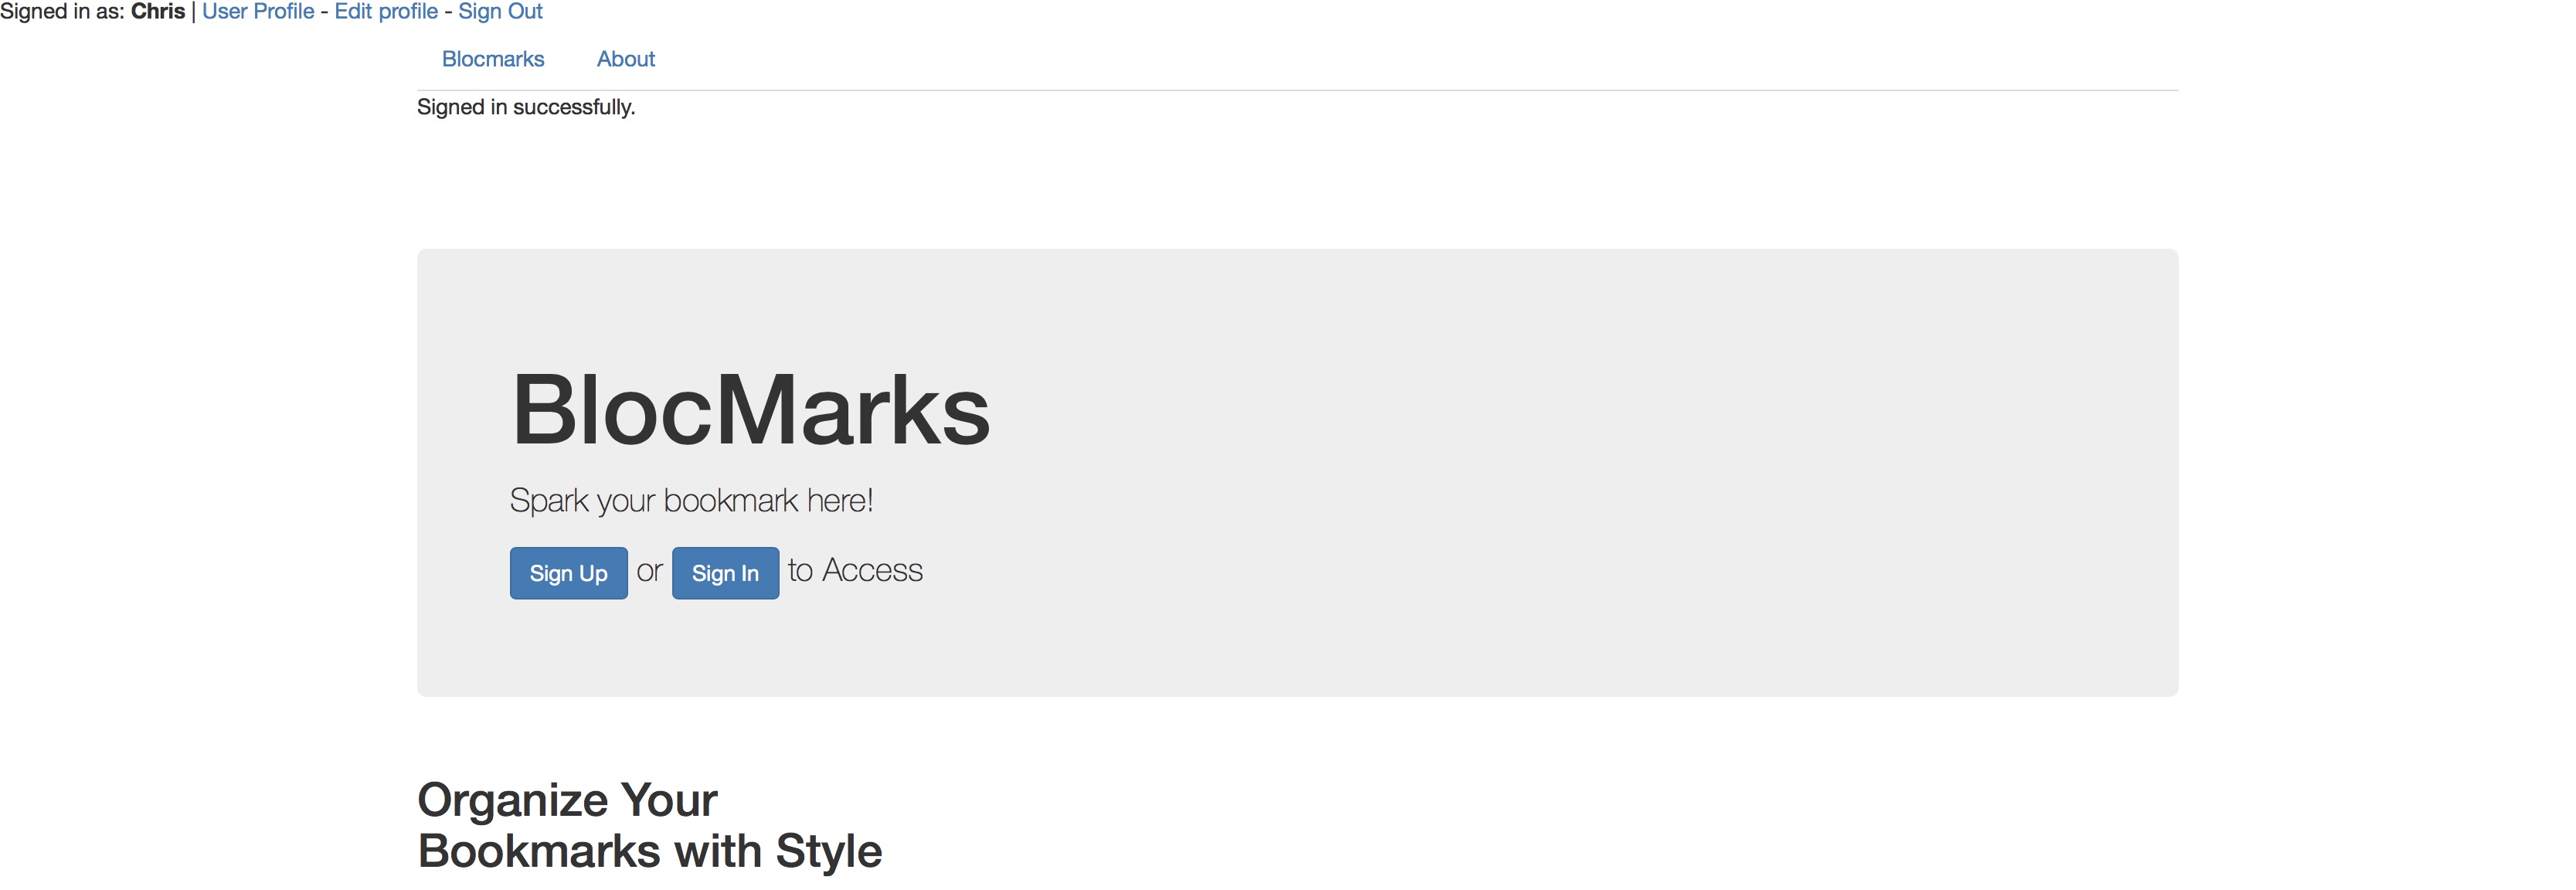 Signed in as: Chris | User Profile - Edit profile - Sign Out
Blocmarks About
Signed in successfully.
BlocMarks
Spark your bookmark here!
Sign Up or Sign In to Access
Organize Your
Bookmarks with Style